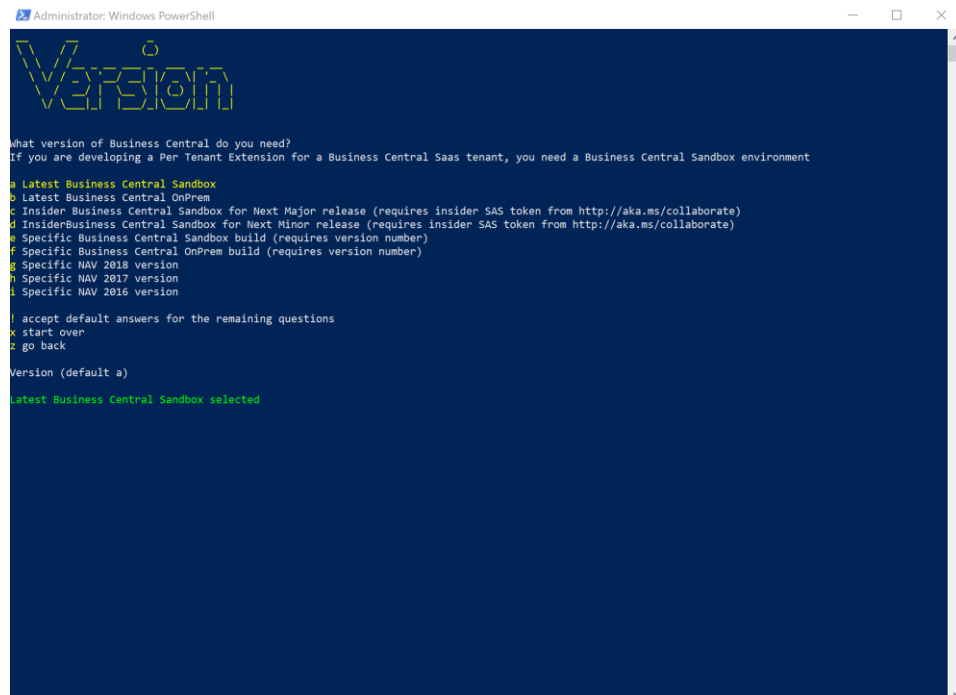 Administrator: Windows PowerShell
Version
What version of Business Central do you need?
If you are developing a Per Tenant Extension for a Business Central Saas tenant, you need a Business Central Sandbox environment
a Latest Business Central Sandbox
b Latest Business Central OnPrem
c Insider Business Central Sandbox for Next Major release (requires insider SAS token from http://aka.ms/collaborate)
d InsiderBusiness Central Sandbox for Next Minor release (requires insider SAS token from http://aka.ms/collaborate)
e Specific Business Central Sandbox build (requires version number)
f Specific Business Central OnPrem build (requires version number)
g Specific NAV 2018 version
h Specific NAV 2017 version
i Specific NAV 2016 version
! accept default answers for the remaining questions
x start over
z go back
Version (default a)
Latest Business Central Sandbox selected